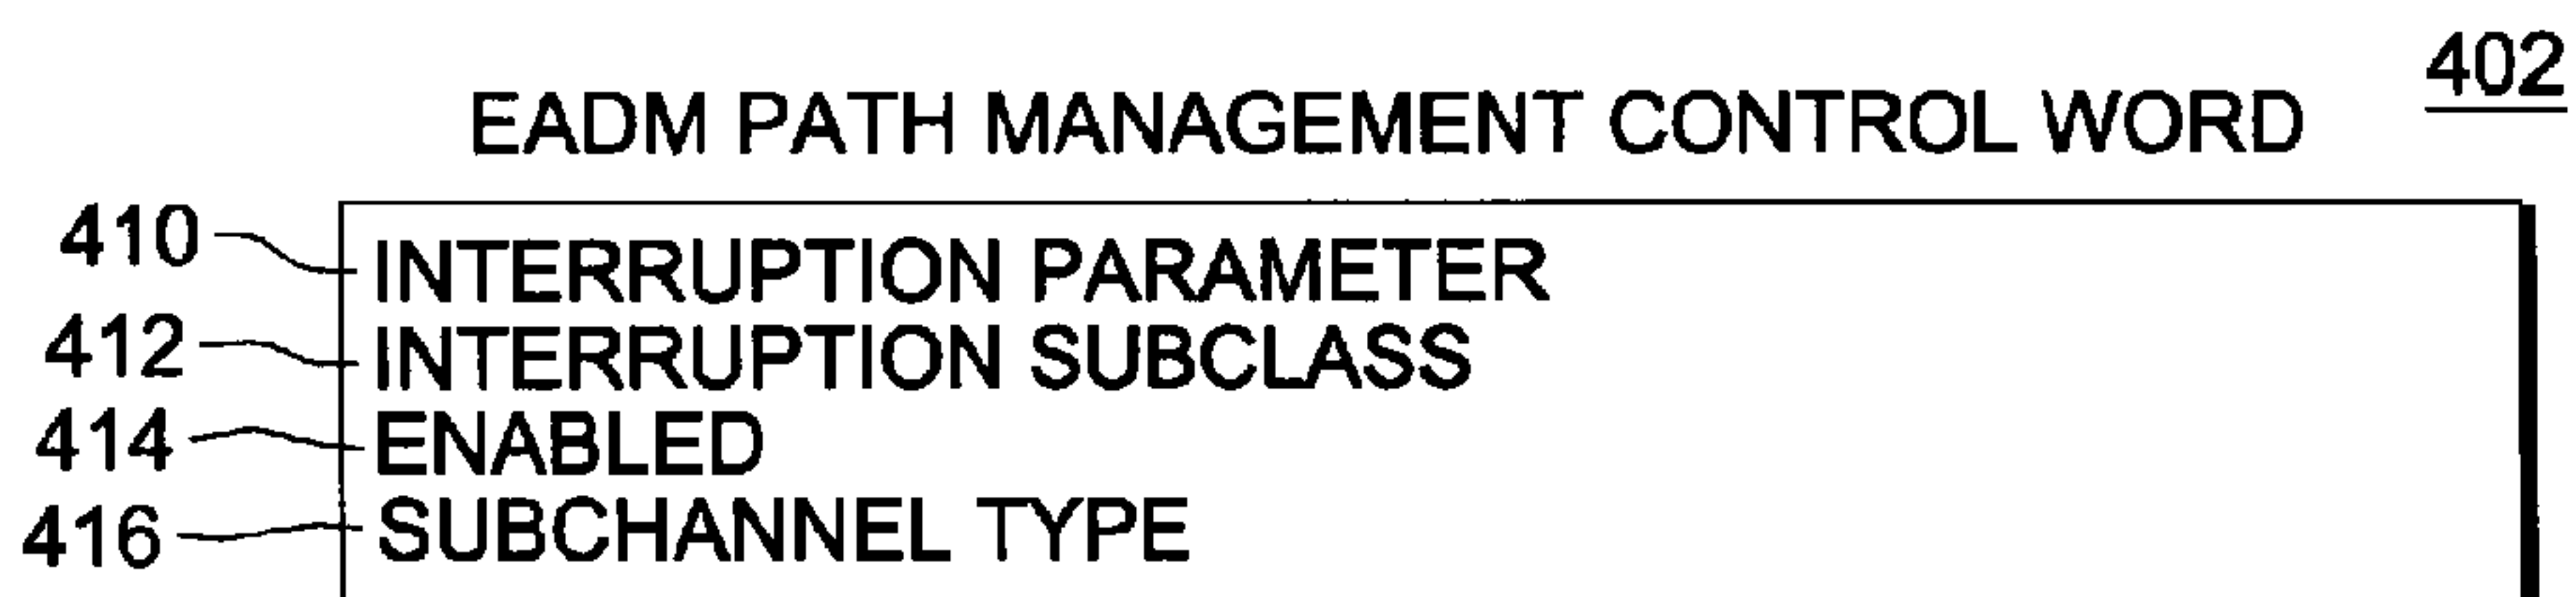 402
EADM PATH MANAGEMENT CONTROL WORD
410 INTERRUPTION PARAMETER
412 INTERRUPTION SUBCLASS
414 ENABLED
416 SUBCHANNEL TYPE